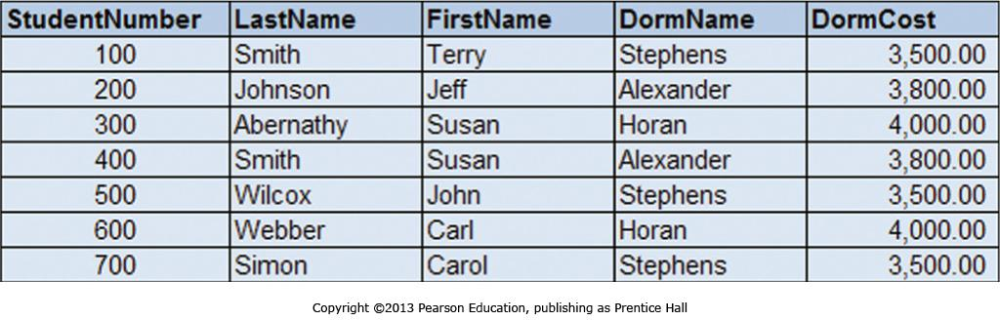 StudentNumber LastName FirstName DormName DormCost
100 Smith Terry Stephens 3,500.00
200 Johnson Jeff Alexander 3,800.00
300 Abernathy Susan Horan 4,000.00
400 Smith Susan Alexander 3,800.00
500 Wilcox John Stephens 3,500.00
600 Webber Carl Horan 4,000.00
700 Simon Carol Stephens 3,500.00
Copyright ©2013 Pearson Education, publishing as Prentice Hall